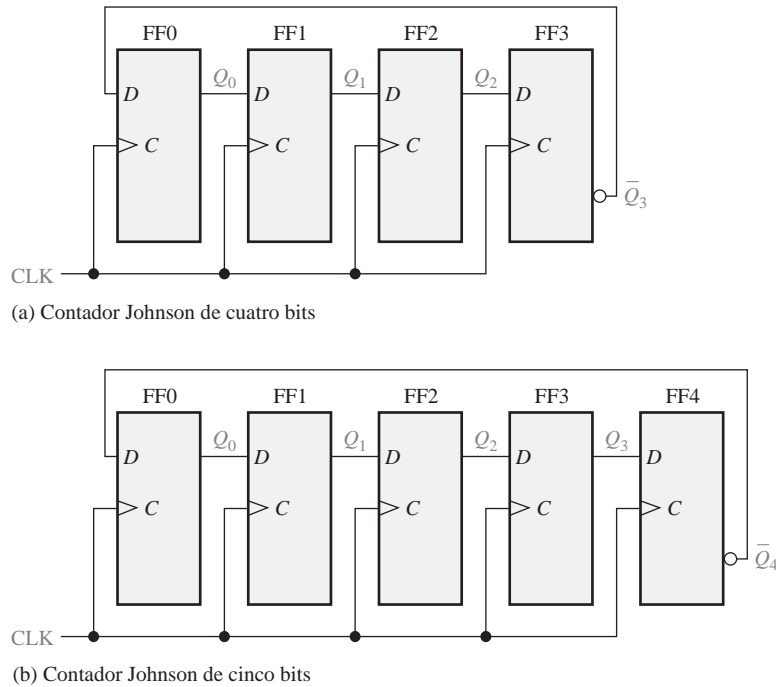 FF0 FF1 FF2 FF3
Q0 Q1 Q2
D D D D
C C C C
Q̅3
CLK
(a) Contador Johnson de cuatro bits
FF0 FF1 FF2 FF3 FF4
Q0 Q1 Q2 Q3
D D D D D
C C C C C
Q̅4
CLK
(b) Contador Johnson de cinco bits